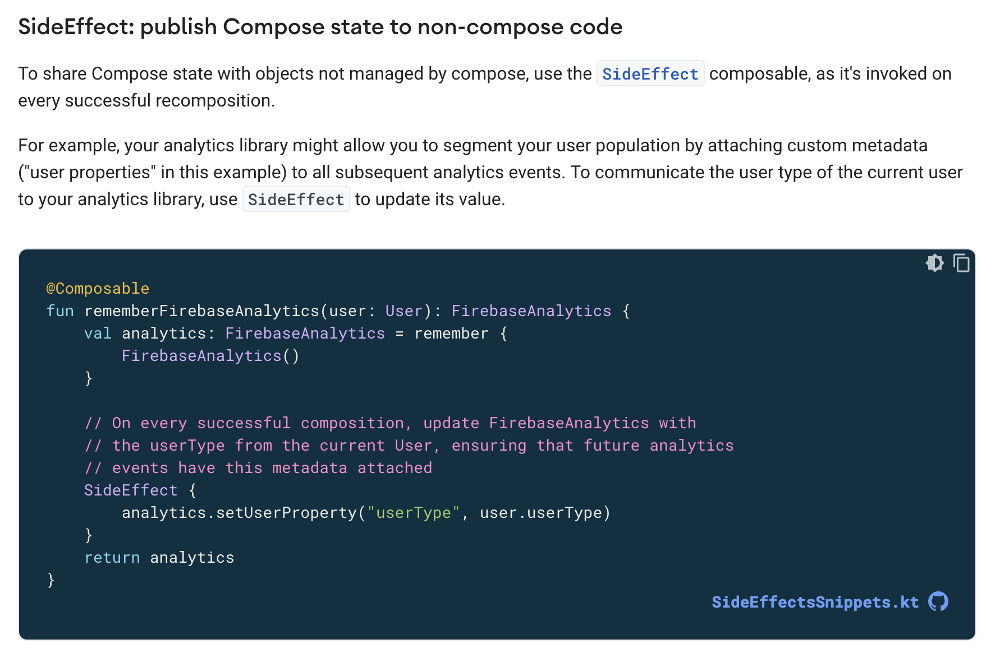 SideEffect: publish Compose state to non-compose code
To share Compose state with objects not managed by compose, use the SideEffect composable, as it's invoked on
every successful recomposition.
For example, your analytics library might allow you to segment your user population by attaching custom metadata
("user properties" in this example) to all subsequent analytics events. To communicate the user type of the current user
to your analytics library, use SideEffect to update its value.
@Composable
fun rememberFirebaseAnalytics(user: User): FirebaseAnalytics {
    val analytics: FirebaseAnalytics = remember {
        FirebaseAnalytics()
    }
    // On every successful composition, update FirebaseAnalytics with
    // the userType from the current User, ensuring that future analytics
    // events have this metadata attached
    SideEffect {
        analytics.setUserProperty("userType", user.userType)
    }
    return analytics
}
SideEffectsSnippets.kt